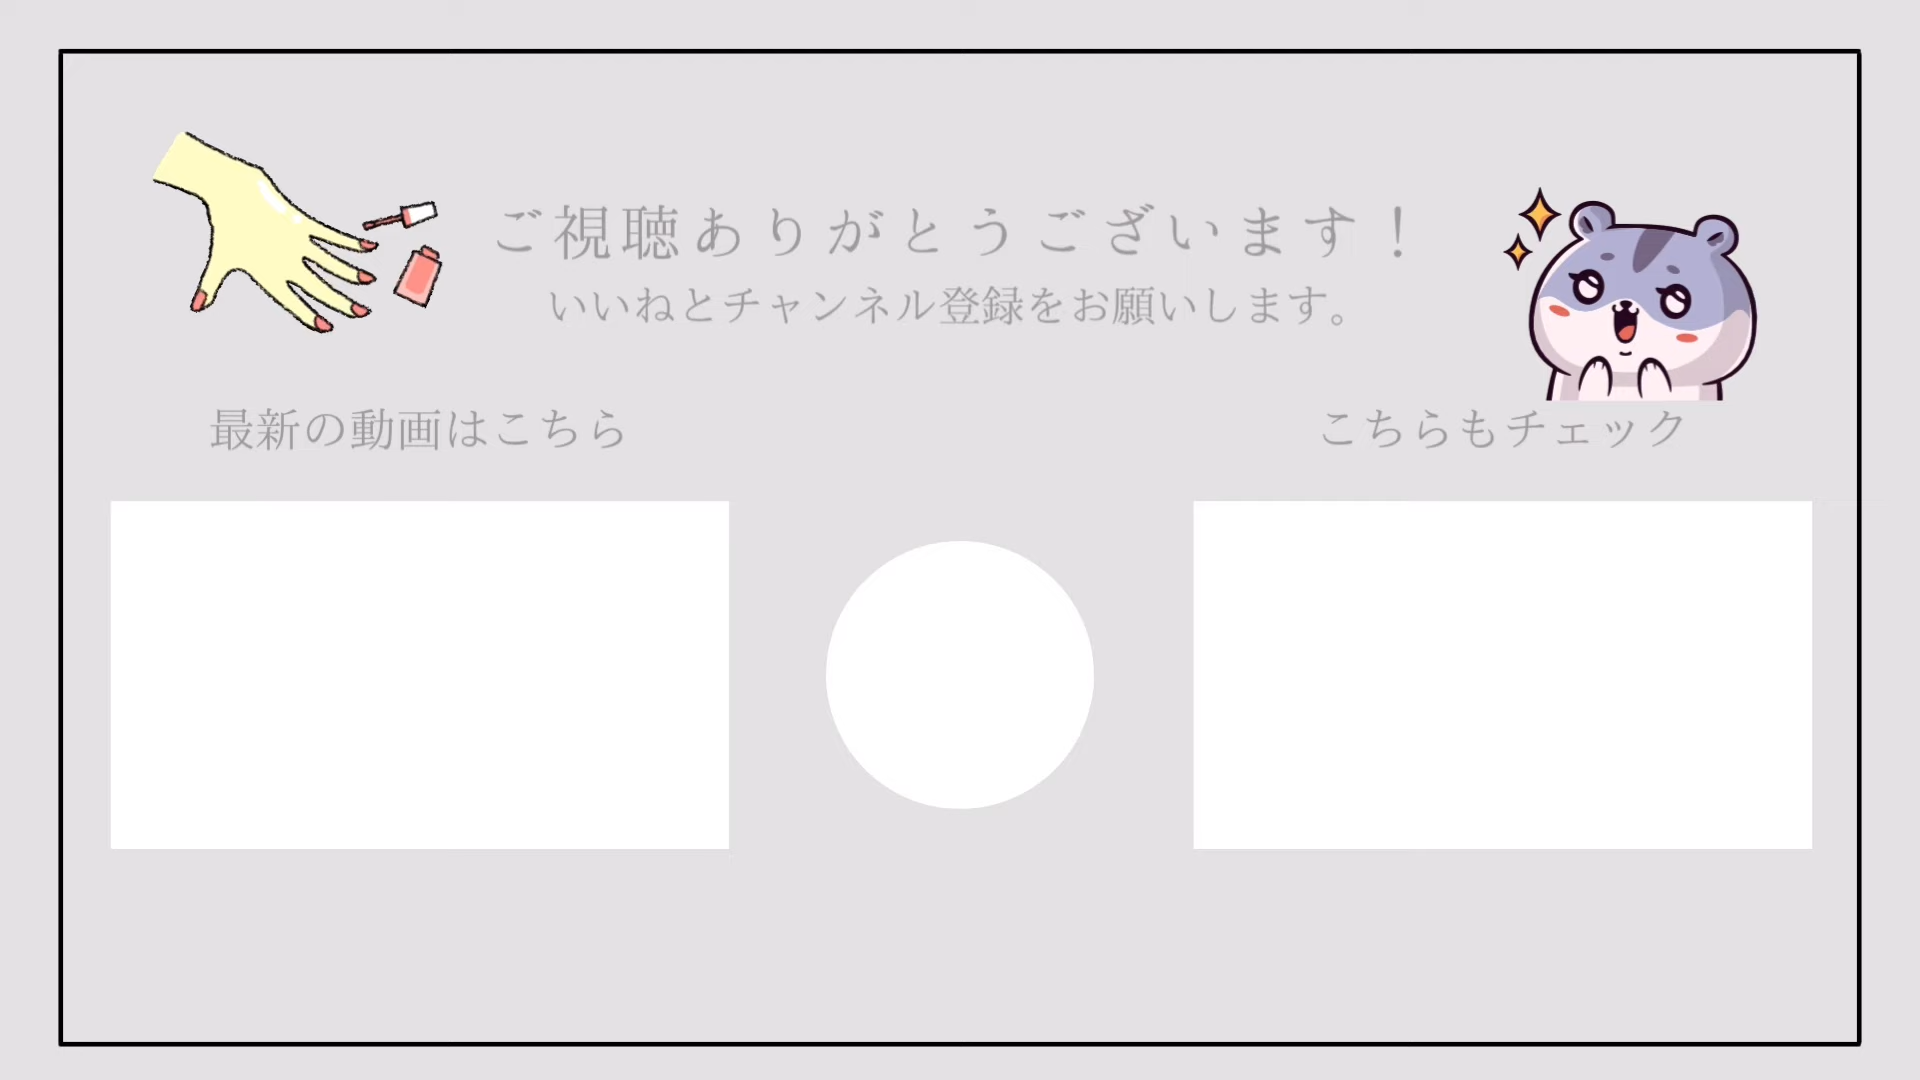 ご視聴ありがとうございます！
いいねとチャンネル登録をお願いします。
最新の動画はこちら
こちらもチェック